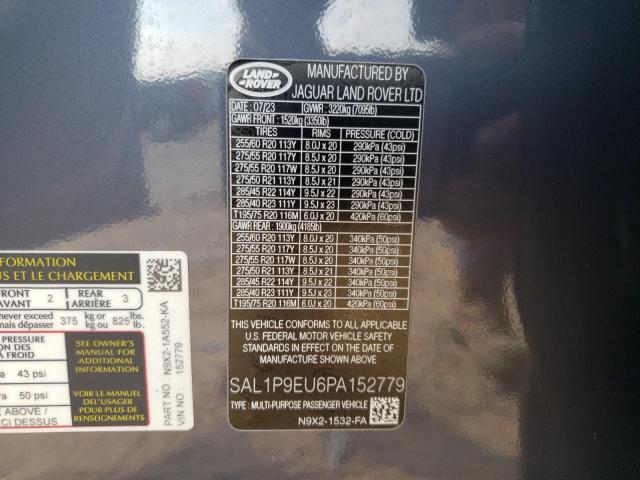 LAND-
ROVER
MANUFACTURED BY
JAGUAR LAND ROVER LTD
DATE : 07/23 GVWR : 3220kg (7095lb)
GAWR FRONT : 1520kg (3350lb)
TIRES RIMS PRESSURE (COLD)
255/60 R20 113Y 8.0J x 20 290kPa (43psi)
275/55 R20 117Y 8.5J x 20 290kPa (43psi)
275/55 R20 117W 8.5J x 20 290kPa (43psi)
275/50 R21 113Y 8.5J x 21 290kPa (43psi)
285/45 R22 114Y 9.5J x 22 290kPa (43psi)
285/40 R23 111Y 9.5J x 23 290kPa (43psi)
T195/75 R20 116M 6.0J x 20 420kPa (60psi)
GAWR REAR : 1900kg (4185lb)
255/60 R20 113Y 8.0J x 20 340kPa (50psi)
275/55 R20 117Y 8.5J x 20 340kPa (50psi)
275/55 R20 117W 8.5J x 20 340kPa (50psi)
275/50 R21 113Y 8.5J x 21 340kPa (50psi)
285/45 R22 114Y 9.5J x 22 340kPa (50psi)
285/40 R23 111Y 9.5J x 23 340kPa (50psi)
T195/75 R20 116M 6.0J x 20 420kPa (60psi)
THIS VEHICLE CONFORMS TO ALL APPLICABLE
U.S. FEDERAL MOTOR VEHICLE SAFETY
STANDARDS IN EFFECT ON THE DATE OF
MANUFACTURE SHOWN ABOVE.
SAL1P9EU6PA152779
TYPE : MULTI-PURPOSE PASSENGER VEHICLE
N9X2-1532-FA
INFORMATION
US ET LE CHARGEMENT
FRONT 2 REAR 3
AVANT ARRIÈRE
never exceed 375 kg 825 lbs.
mais dépasser kg ou lb.
PRESSURE
À FROID
43 psi
50 psi
SEE OWNER'S
MANUAL FOR
ADDITIONAL
INFORMATION
VOIR LE MANUEL
DE L'USAGER
POUR PLUS DE
CI DESSUS
PART NO : N9X2-1A552-KA
VIN NO : 152779